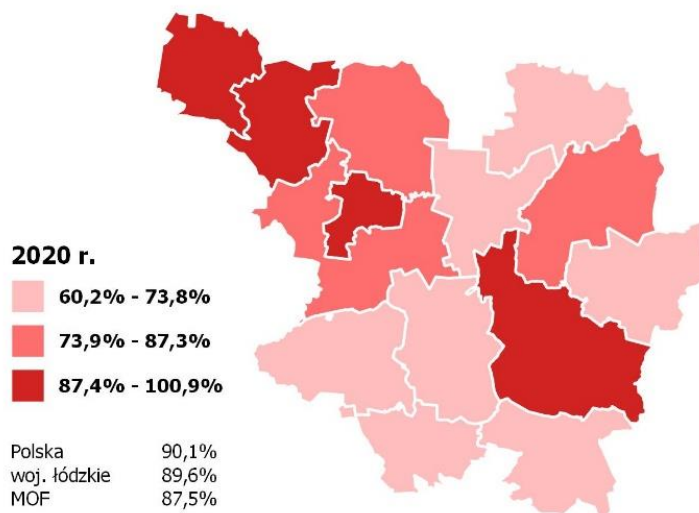 2020 r.
60,2% - 73,8%
73,9% - 87,3%
87,4% - 100,9%
Polska 90,1%
woj. łódzkie 89,6%
MOF 87,5%